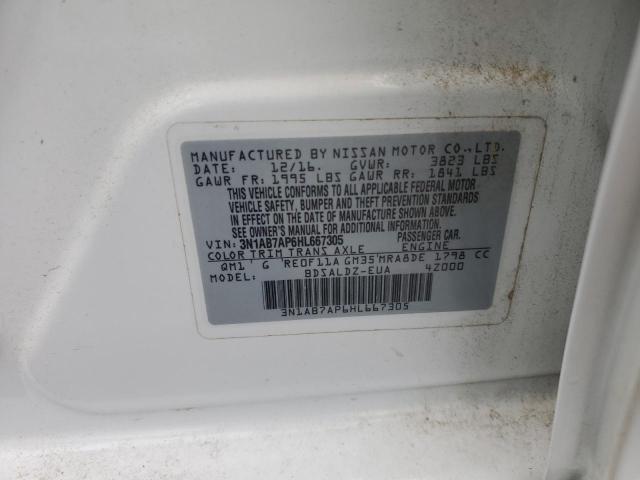 MANUFACTURED BY NISSAN MOTOR CO.,LTD.
DATE: 12/16. GVWR: 3823 LBS
GAWR FR: 1995 LBS GAWR RR: 1841 LBS
THIS VEHICLE CONFORMS TO ALL APPLICABLE FEDERAL MOTOR
VEHICLE SAFETY, BUMPER, AND THEFT PREVENTION STANDARDS
IN EFFECT ON THE DATE OF MANUFACTURE SHOWN ABOVE.
SEE OWNER'S MANUAL FOR ADDITIONAL INFORMATION
VIN: 3N1AB7AP6HL667305 PASSENGER CAR.
COLOR TRIM TRANS AXLE ENGINE
QM1 G RE0F11A GM35 MRA8DE 1798 CC
MODEL: BDSALDZ-EUA 4Z000
3N1AB7AP6HL667305